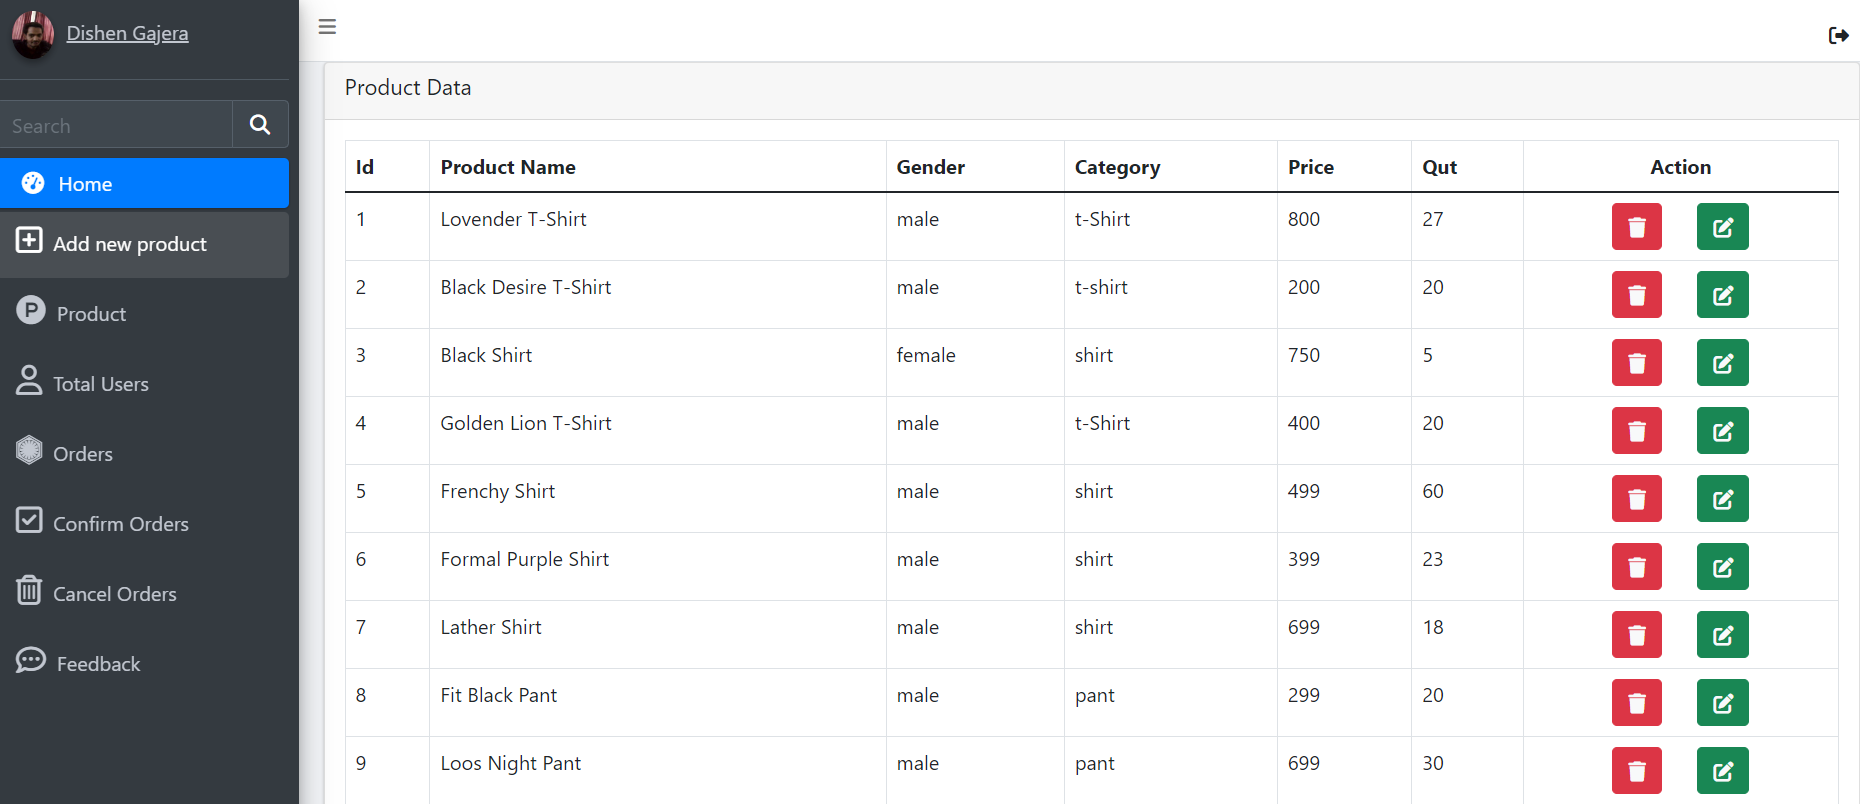 Dishen Gajera
Search
Home
Add new product
Product
Total Users
Orders
Confirm Orders
Cancel Orders
Feedback
Product Data
Id Product Name Gender Category Price Qut Action
1 Lovender T-Shirt male t-Shirt 800 27
2 Black Desire T-Shirt male t-shirt 200 20
3 Black Shirt female shirt 750 5
4 Golden Lion T-Shirt male t-Shirt 400 20
5 Frenchy Shirt male shirt 499 60
6 Formal Purple Shirt male shirt 399 23
7 Lather Shirt male shirt 699 18
8 Fit Black Pant male pant 299 20
9 Loos Night Pant male pant 699 30